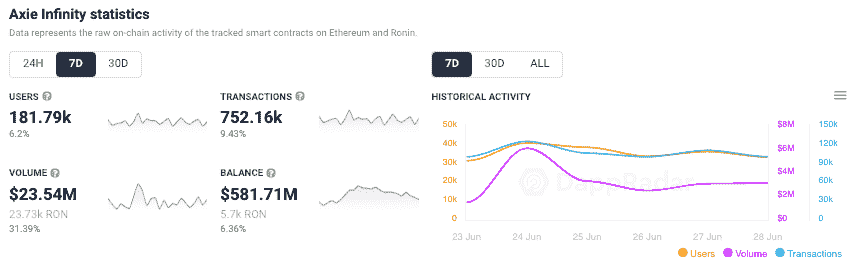 Axie Infinity statistics
Data represents the raw on-chain activity of the tracked smart contracts on Ethereum and Ronin.
24H 7D 30D
7D 30D ALL
USERS ?
TRANSACTIONS ?
HISTORICAL ACTIVITY
181.79k
752.16k
6.2%
9.43%
VOLUME ?
BALANCE ?
$23.54M
$581.71M
23.73k RON
5.7k RON
31.39%
6.36%
50k
40k
30k
20k
10k
0
$8M
$6M
$4M
$2M
$0
150k
120k
90k
60k
30k
0
DappRadar
23 Jun 24 Jun 25 Jun 26 Jun 27 Jun 28 Jun
Users Volume Transactions